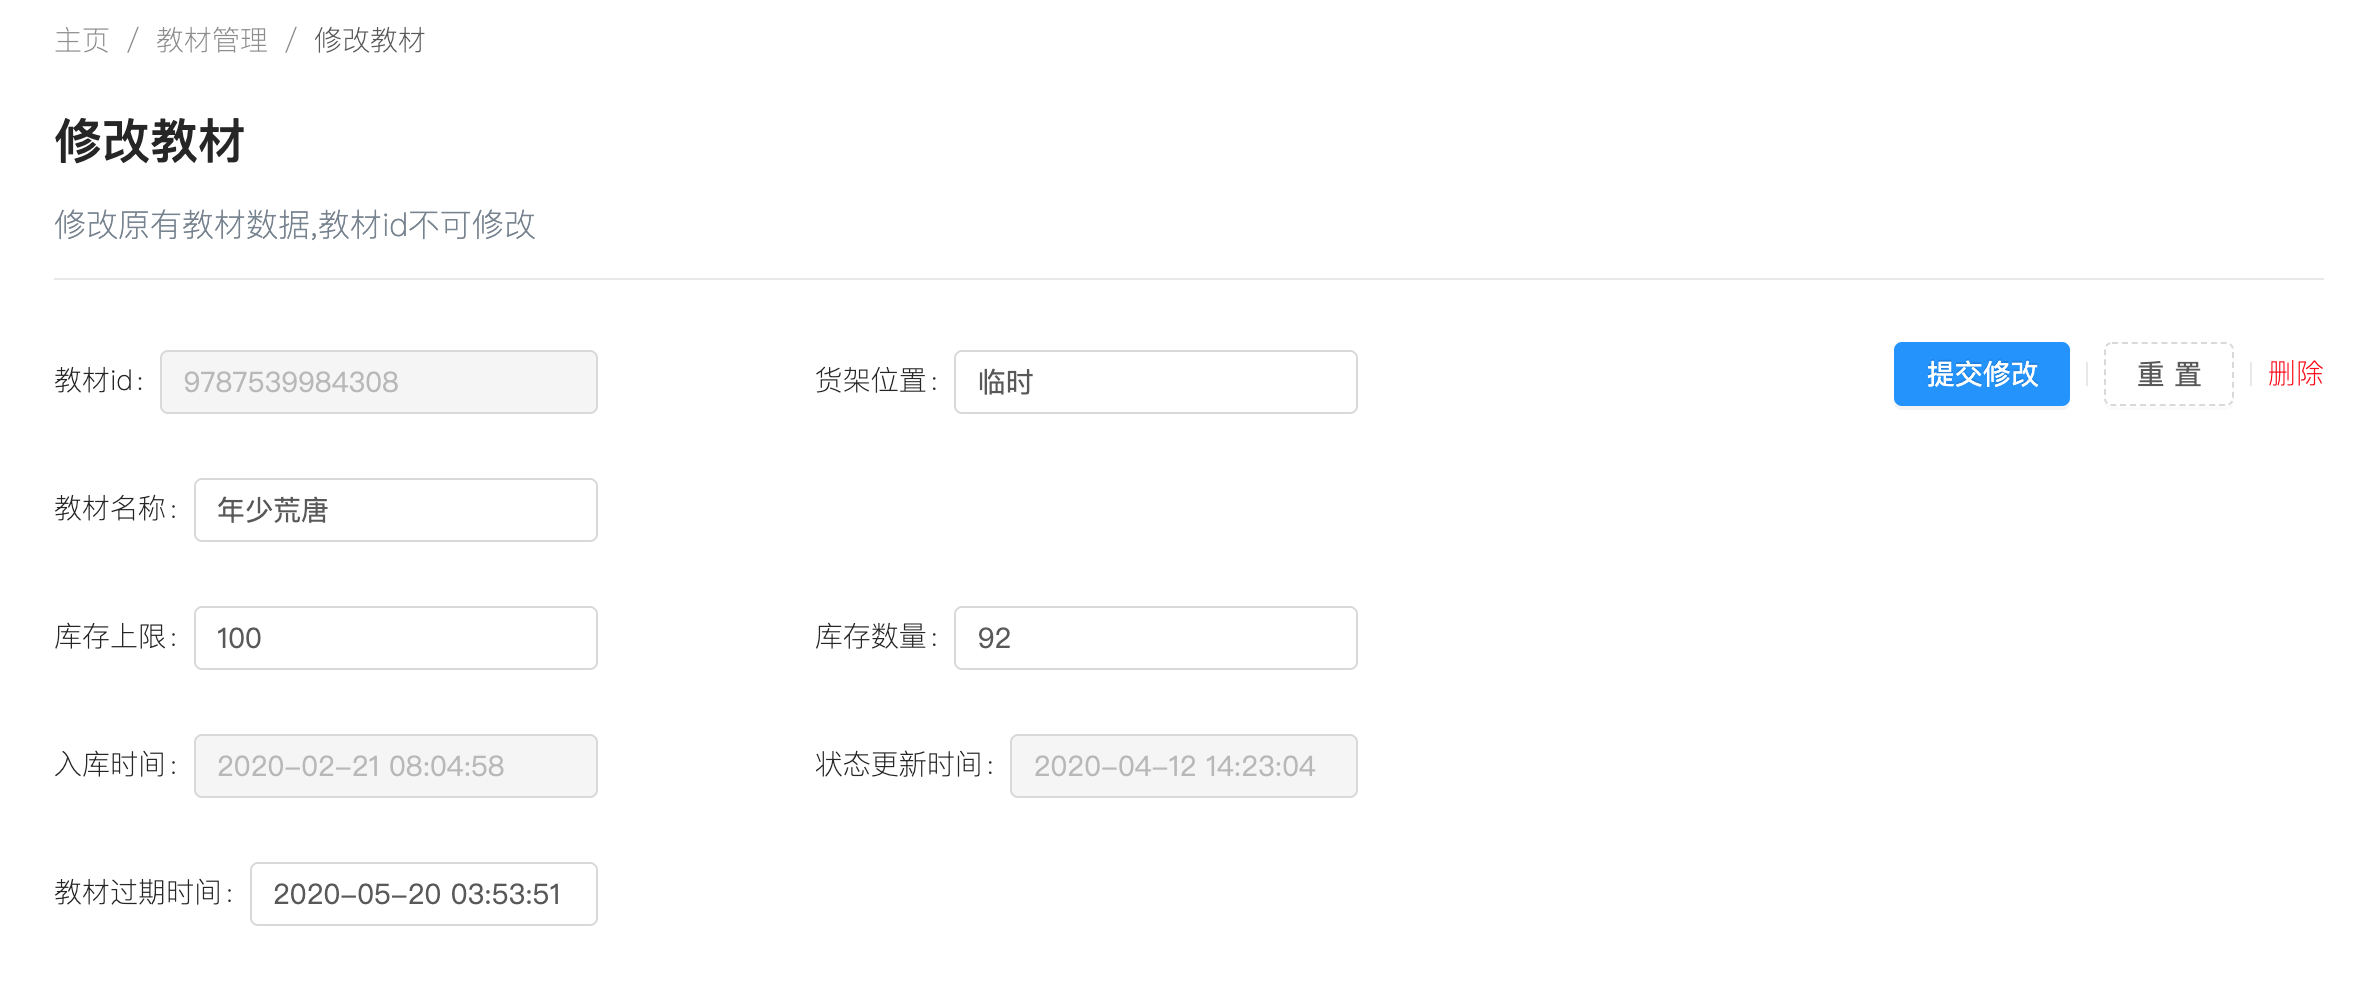 主页 / 教材管理 / 修改教材
修改教材
修改原有教材数据,教材id不可修改
教材id: 9787539984308 货架位置: 临时 提交修改 重置 删除
教材名称: 年少荒唐
库存上限: 100 库存数量: 92
入库时间: 2020-02-21 08:04:58 状态更新时间: 2020-04-12 14:23:04
教材过期时间: 2020-05-20 03:53:51